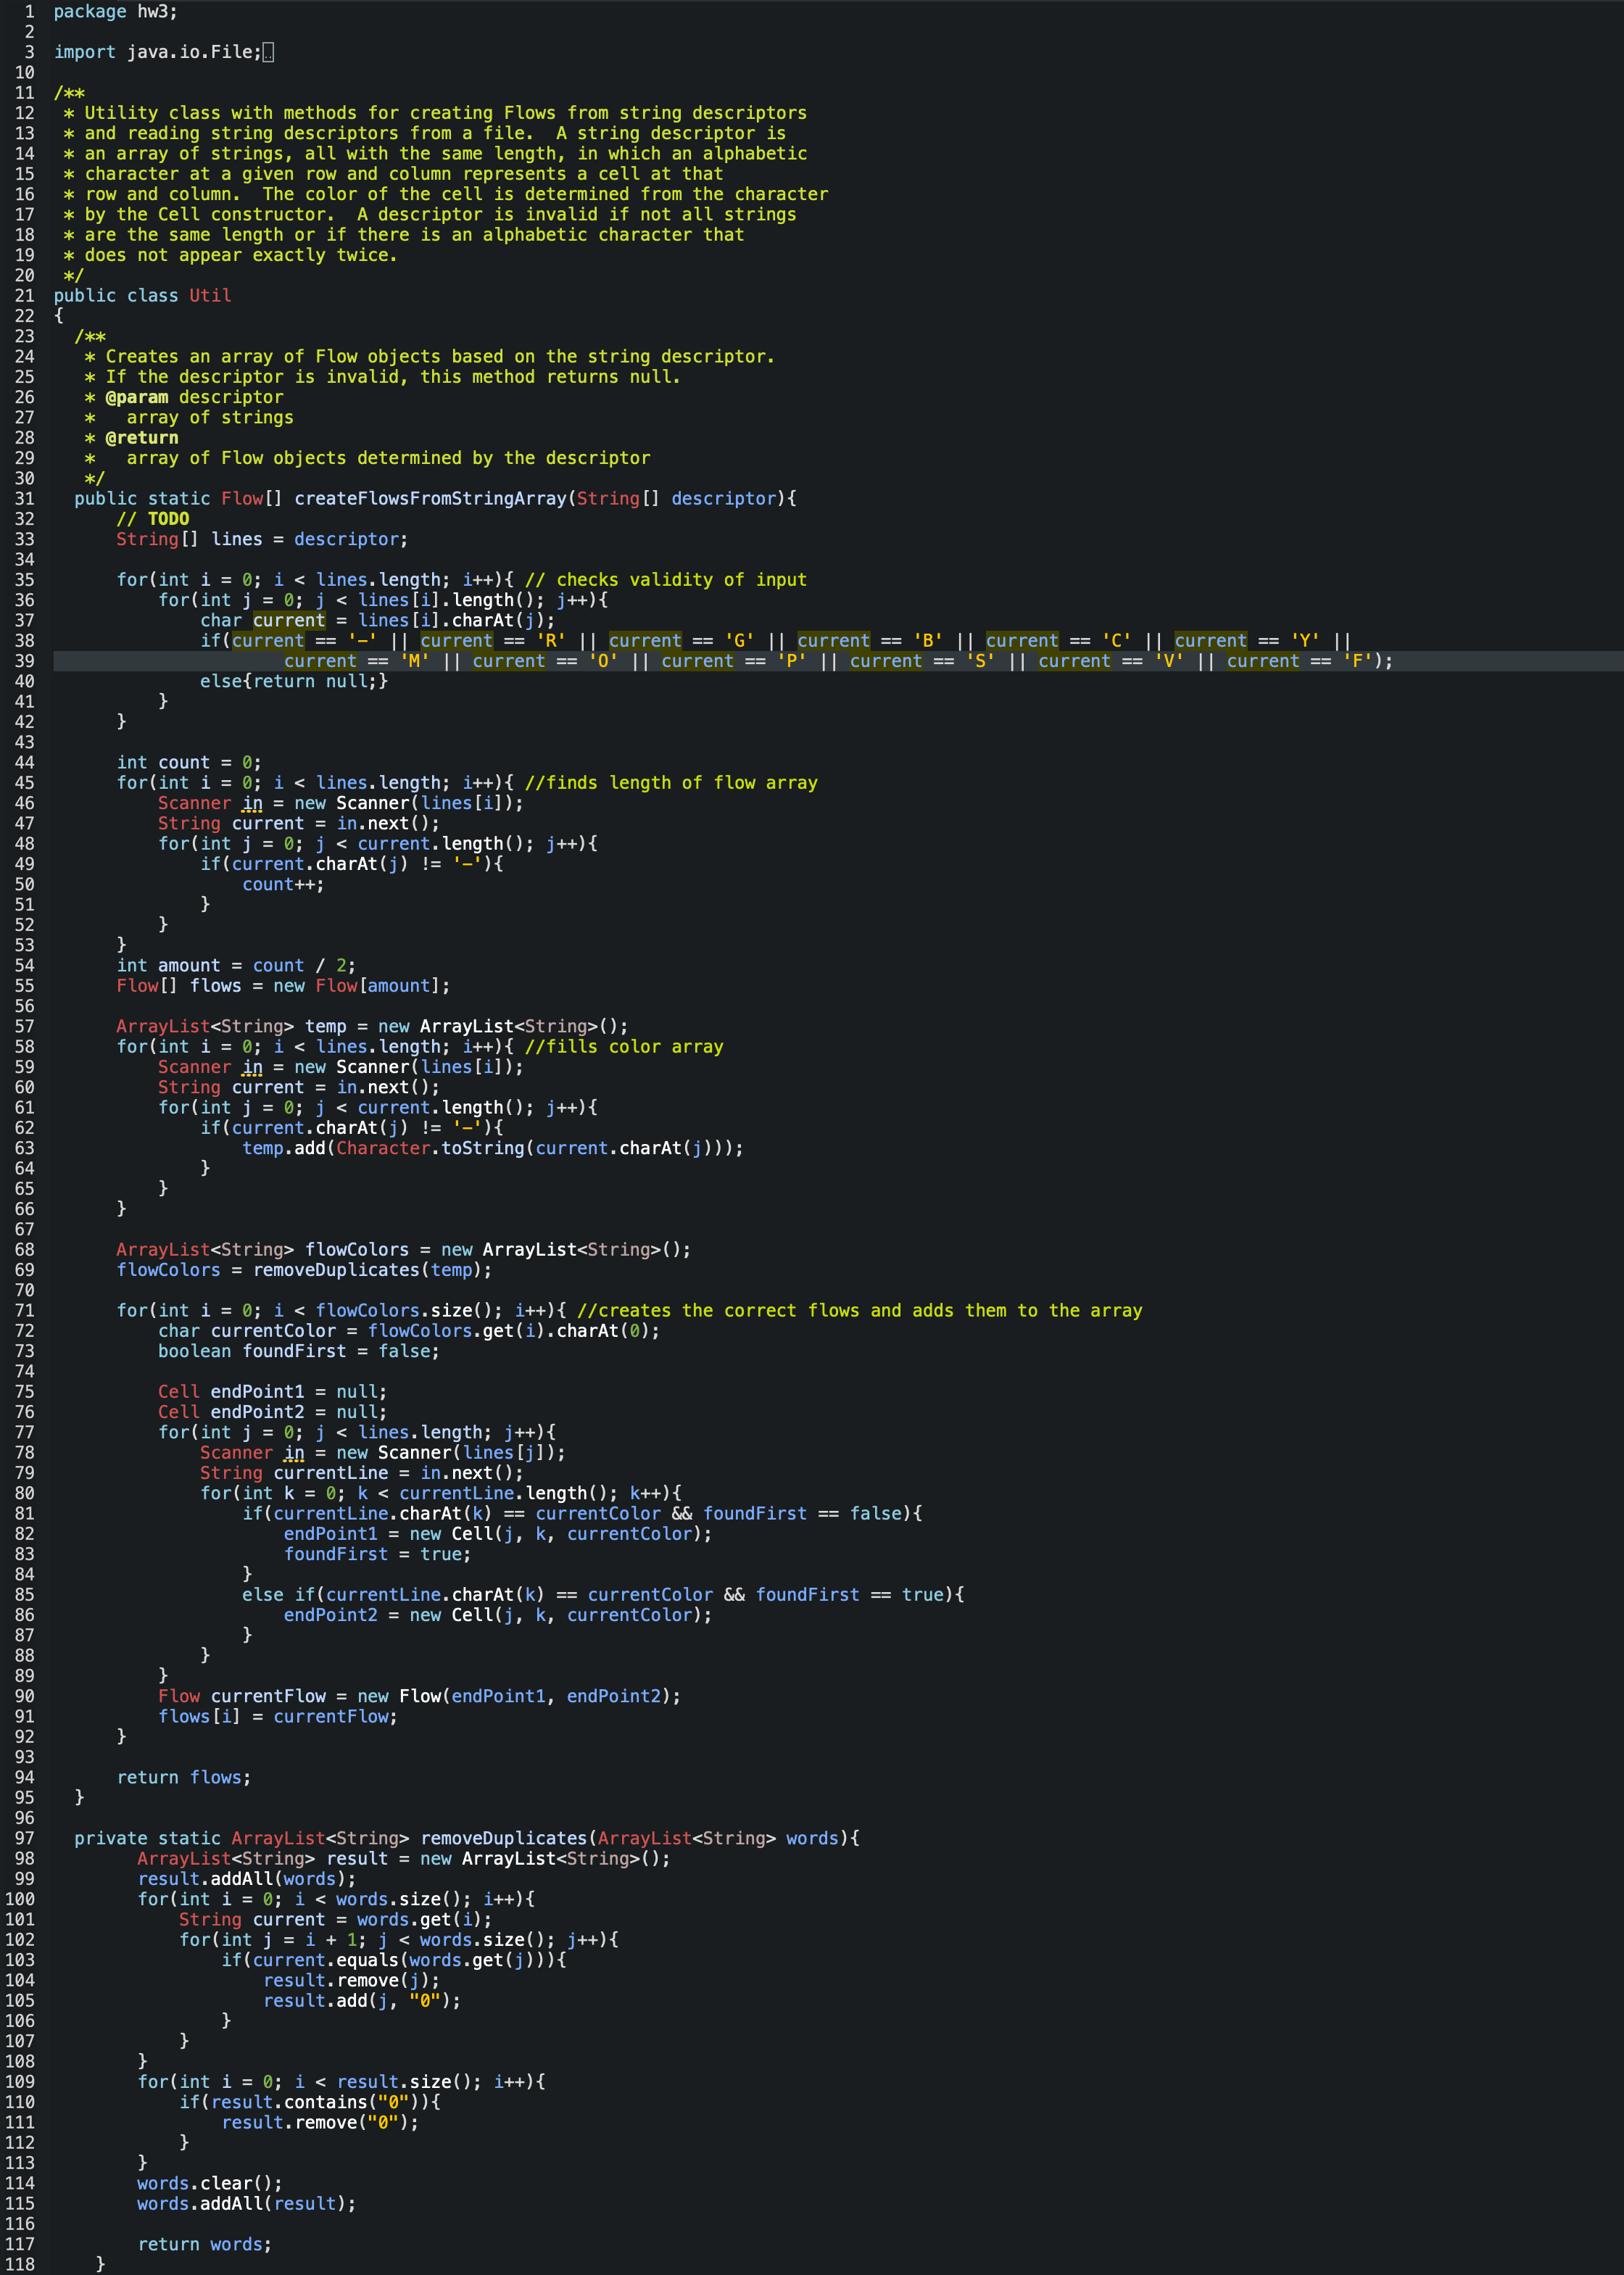 1 package hw3;
2
3 import java.io.File;
10
11 /**
12 * Utility class with methods for creating Flows from string descriptors
13 * and reading string descriptors from a file.  A string descriptor is
14 * an array of strings, all with the same length, in which an alphabetic
15 * character at a given row and column represents a cell at that
16 * row and column.  The color of the cell is determined from the character
17 * by the Cell constructor.  A descriptor is invalid if not all strings
18 * are the same length or if there is an alphabetic character that
19 * does not appear exactly twice.
20 */
21 public class Util
22 {
23 /**
24 * Creates an array of Flow objects based on the string descriptor.
25 * If the descriptor is invalid, this method returns null.
26 * @param descriptor
27 *   array of strings
28 * @return
29 *   array of Flow objects determined by the descriptor
30 */
31 public static Flow[] createFlowsFromStringArray(String[] descriptor){
32 // TODO
33 String[] lines = descriptor;
34
35 for(int i = 0; i < lines.length; i++){ // checks validity of input
36 for(int j = 0; j < lines[i].length(); j++){
37 char current = lines[i].charAt(j);
38 if(current == '-' || current == 'R' || current == 'G' || current == 'B' || current == 'C' || current == 'Y' ||
39 current == 'M' || current == 'O' || current == 'P' || current == 'S' || current == 'V' || current == 'F');
40 else{return null;}
41 }
42 }
43
44 int count = 0;
45 for(int i = 0; i < lines.length; i++){ //finds length of flow array
46 Scanner in = new Scanner(lines[i]);
47 String current = in.next();
48 for(int j = 0; j < current.length(); j++){
49 if(current.charAt(j) != '-'){
50 count++;
51 }
52 }
53 }
54 int amount = count / 2;
55 Flow[] flows = new Flow[amount];
56
57 ArrayList<String> temp = new ArrayList<String>();
58 for(int i = 0; i < lines.length; i++){ //fills color array
59 Scanner in = new Scanner(lines[i]);
60 String current = in.next();
61 for(int j = 0; j < current.length(); j++){
62 if(current.charAt(j) != '-'){
63 temp.add(Character.toString(current.charAt(j)));
64 }
65 }
66 }
67
68 ArrayList<String> flowColors = new ArrayList<String>();
69 flowColors = removeDuplicates(temp);
70
71 for(int i = 0; i < flowColors.size(); i++){ //creates the correct flows and adds them to the array
72 char currentColor = flowColors.get(i).charAt(0);
73 boolean foundFirst = false;
74
75 Cell endPoint1 = null;
76 Cell endPoint2 = null;
77 for(int j = 0; j < lines.length; j++){
78 Scanner in = new Scanner(lines[j]);
79 String currentLine = in.next();
80 for(int k = 0; k < currentLine.length(); k++){
81 if(currentLine.charAt(k) == currentColor && foundFirst == false){
82 endPoint1 = new Cell(j, k, currentColor);
83 foundFirst = true;
84 }
85 else if(currentLine.charAt(k) == currentColor && foundFirst == true){
86 endPoint2 = new Cell(j, k, currentColor);
87 }
88 }
89 }
90 Flow currentFlow = new Flow(endPoint1, endPoint2);
91 flows[i] = currentFlow;
92 }
93
94 return flows;
95 }
96
97 private static ArrayList<String> removeDuplicates(ArrayList<String> words){
98 ArrayList<String> result = new ArrayList<String>();
99 result.addAll(words);
100 for(int i = 0; i < words.size(); i++){
101 String current = words.get(i);
102 for(int j = i + 1; j < words.size(); j++){
103 if(current.equals(words.get(j))){
104 result.remove(j);
105 result.add(j, "0");
106 }
107 }
108 }
109 for(int i = 0; i < result.size(); i++){
110 if(result.contains("0")){
111 result.remove("0");
112 }
113 }
114 words.clear();
115 words.addAll(result);
116
117 return words;
118 }